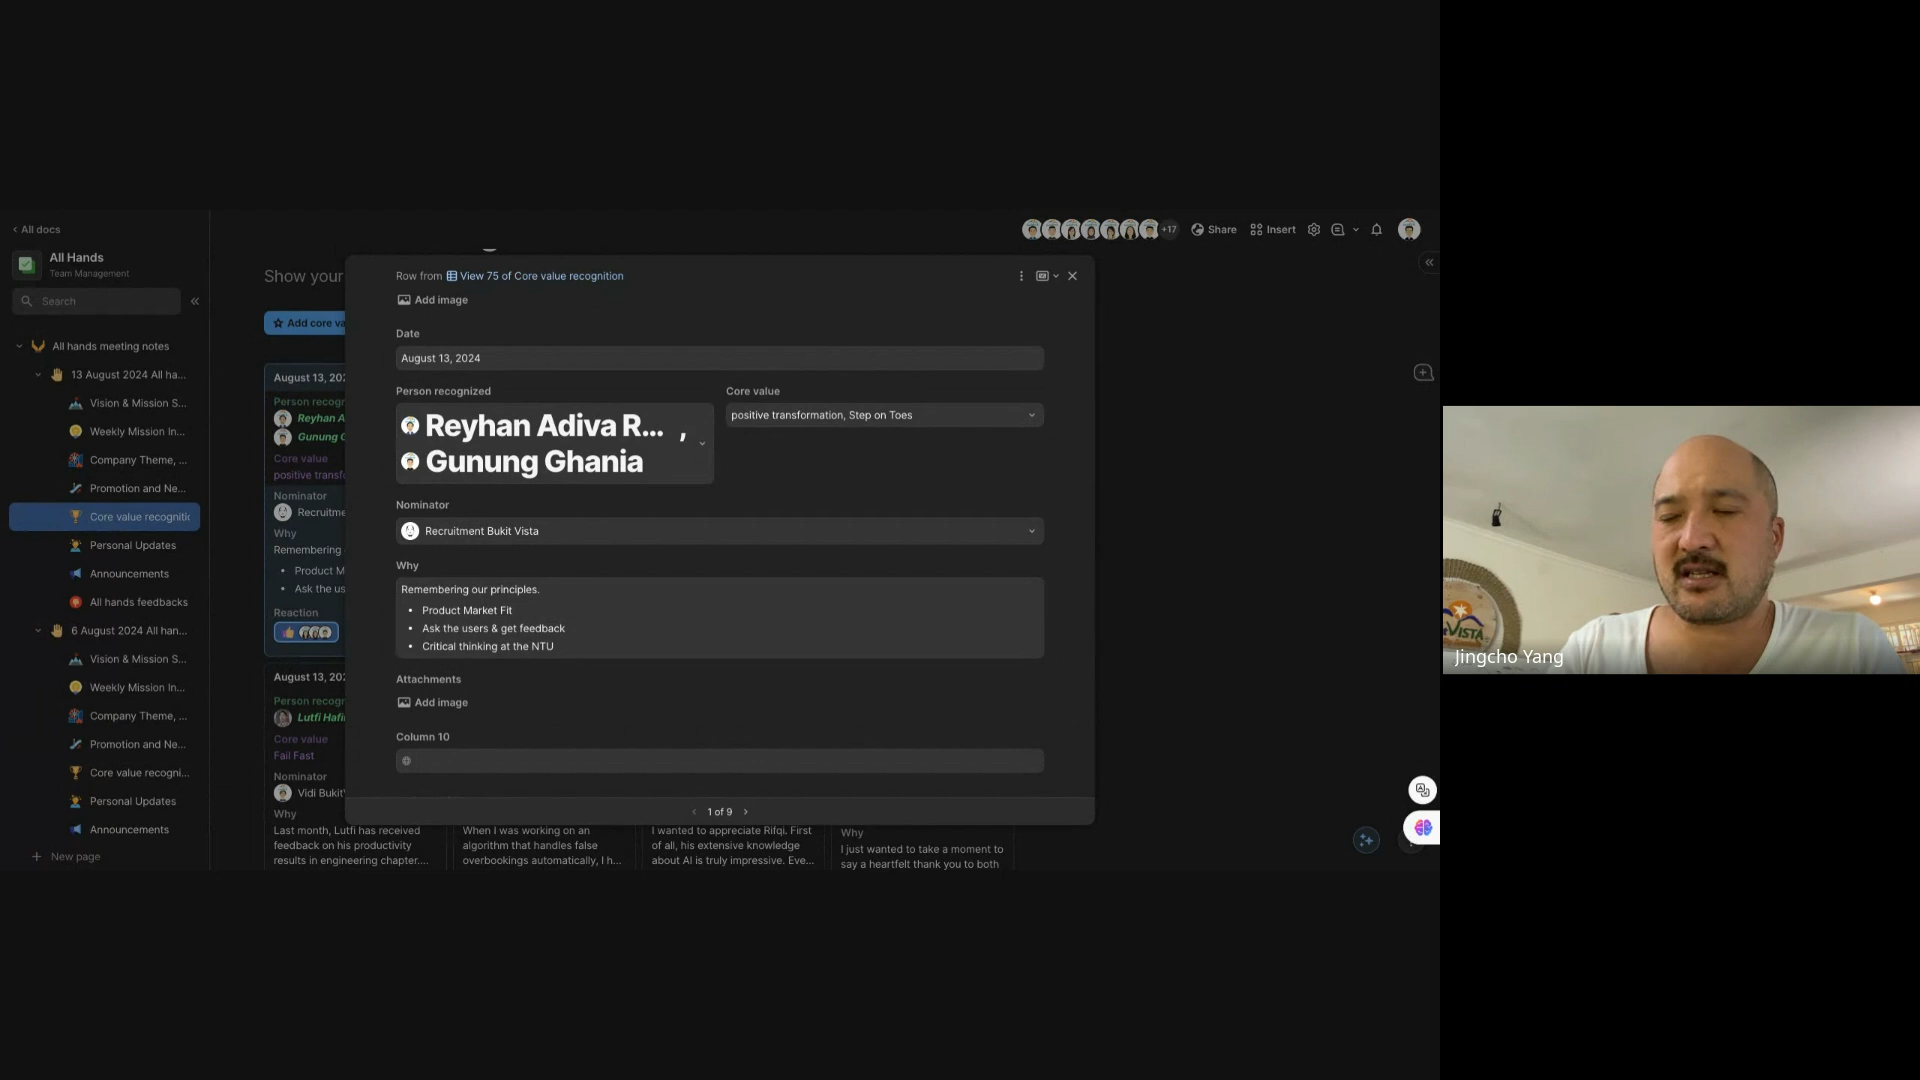 All docs
All Hands
Team Management
Search
All hands meeting notes
13 August 2024 All ha...
Vision & Mission S...
Weekly Mission In...
Company Theme, ...
Promotion and Ne...
Core value recogniti
Personal Updates
Announcements
All hands feedbacks
6 August 2024 All han...
Vision & Mission S...
Weekly Mission In...
Company Theme, ...
Promotion and Ne...
Core value recogni...
Personal Updates
Announcements
New page
+17
Share
Insert
Show your
Add core va
August 13, 202
Person recogn
Reyhan A
Gunung G
Core value
positive transfo
Nominator
Recruitme
Why
Remembering
• Product M
• Ask the us
Reaction
August 13, 202
Person recogn
Lutfi Hafi
Core value
Fail Fast
Nominator
Vidi Bukit
Why
Last month, Lutfi has received
feedback on his productivity
results in engineering chapter....
When I was working on an
algorithm that handles false
overbookings automatically, I h...
I wanted to appreciate Rifqi. First
of all, his extensive knowledge
about AI is truly impressive. Eve...
Why
I just wanted to take a moment to
say a heartfelt thank you to both
Row from View 75 of Core value recognition
Add image
Date
August 13, 2024
Person recognized
Reyhan Adiva R... ,
Gunung Ghania
Core value
positive transformation, Step on Toes
Nominator
Recruitment Bukit Vista
Why
Remembering our principles.
• Product Market Fit
• Ask the users & get feedback
• Critical thinking at the NTU
Attachments
Add image
Column 10
1 of 9
VISTA
Jingcho Yang